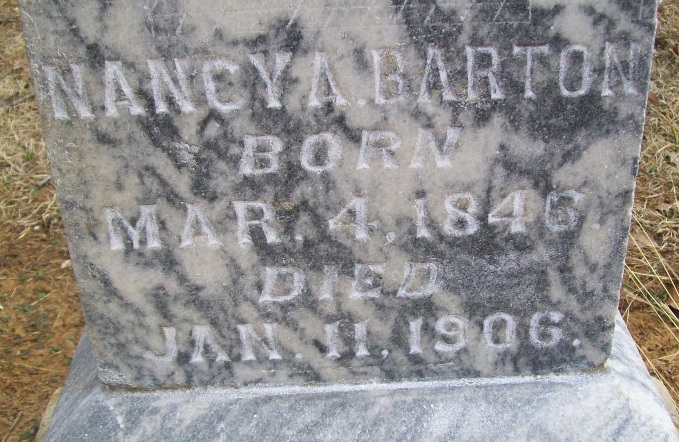 NANCY A. BARTON
BORN
MAR. 4, 1846.
DIED
JAN. 11, 1906.